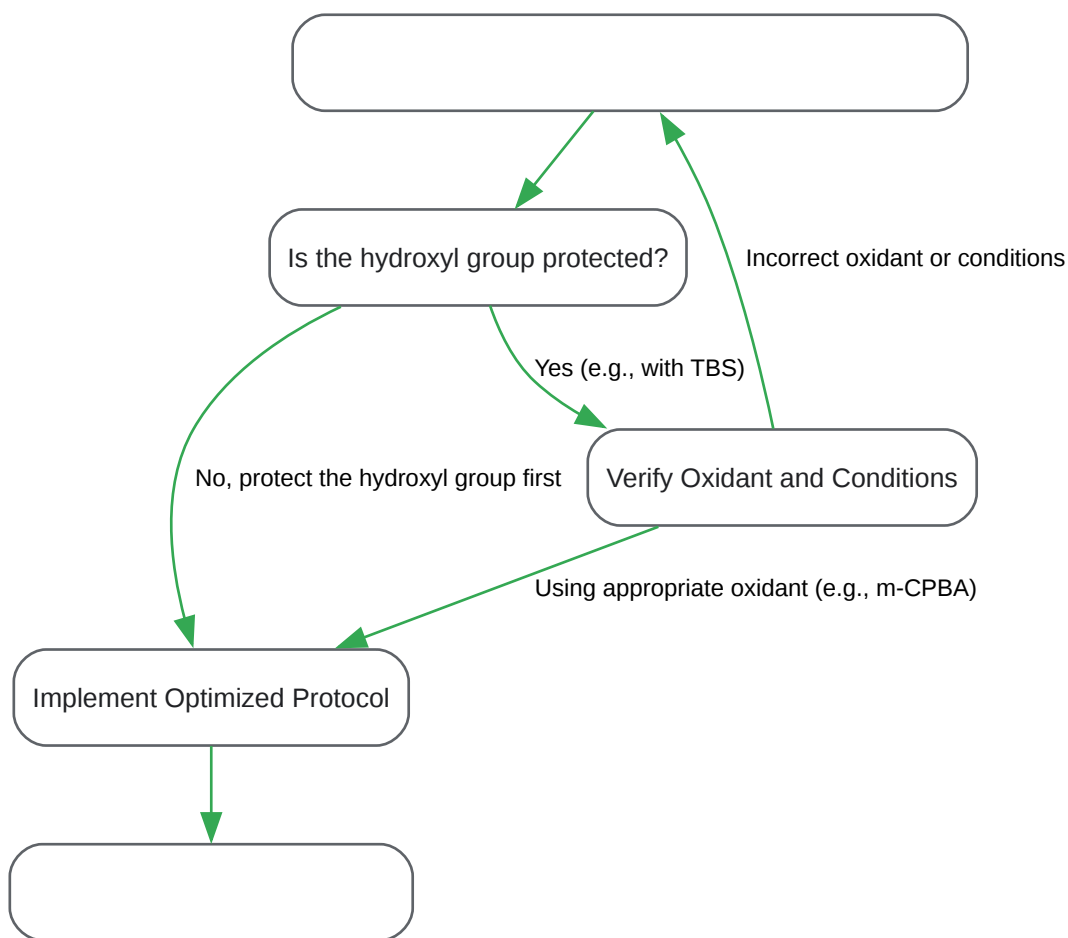 Is the hydroxyl group protected?
Incorrect oxidant or conditions
Yes (e.g., with TBS)
No, protect the hydroxyl group first
Verify Oxidant and Conditions
Using appropriate oxidant (e.g., m-CPBA)
Implement Optimized Protocol